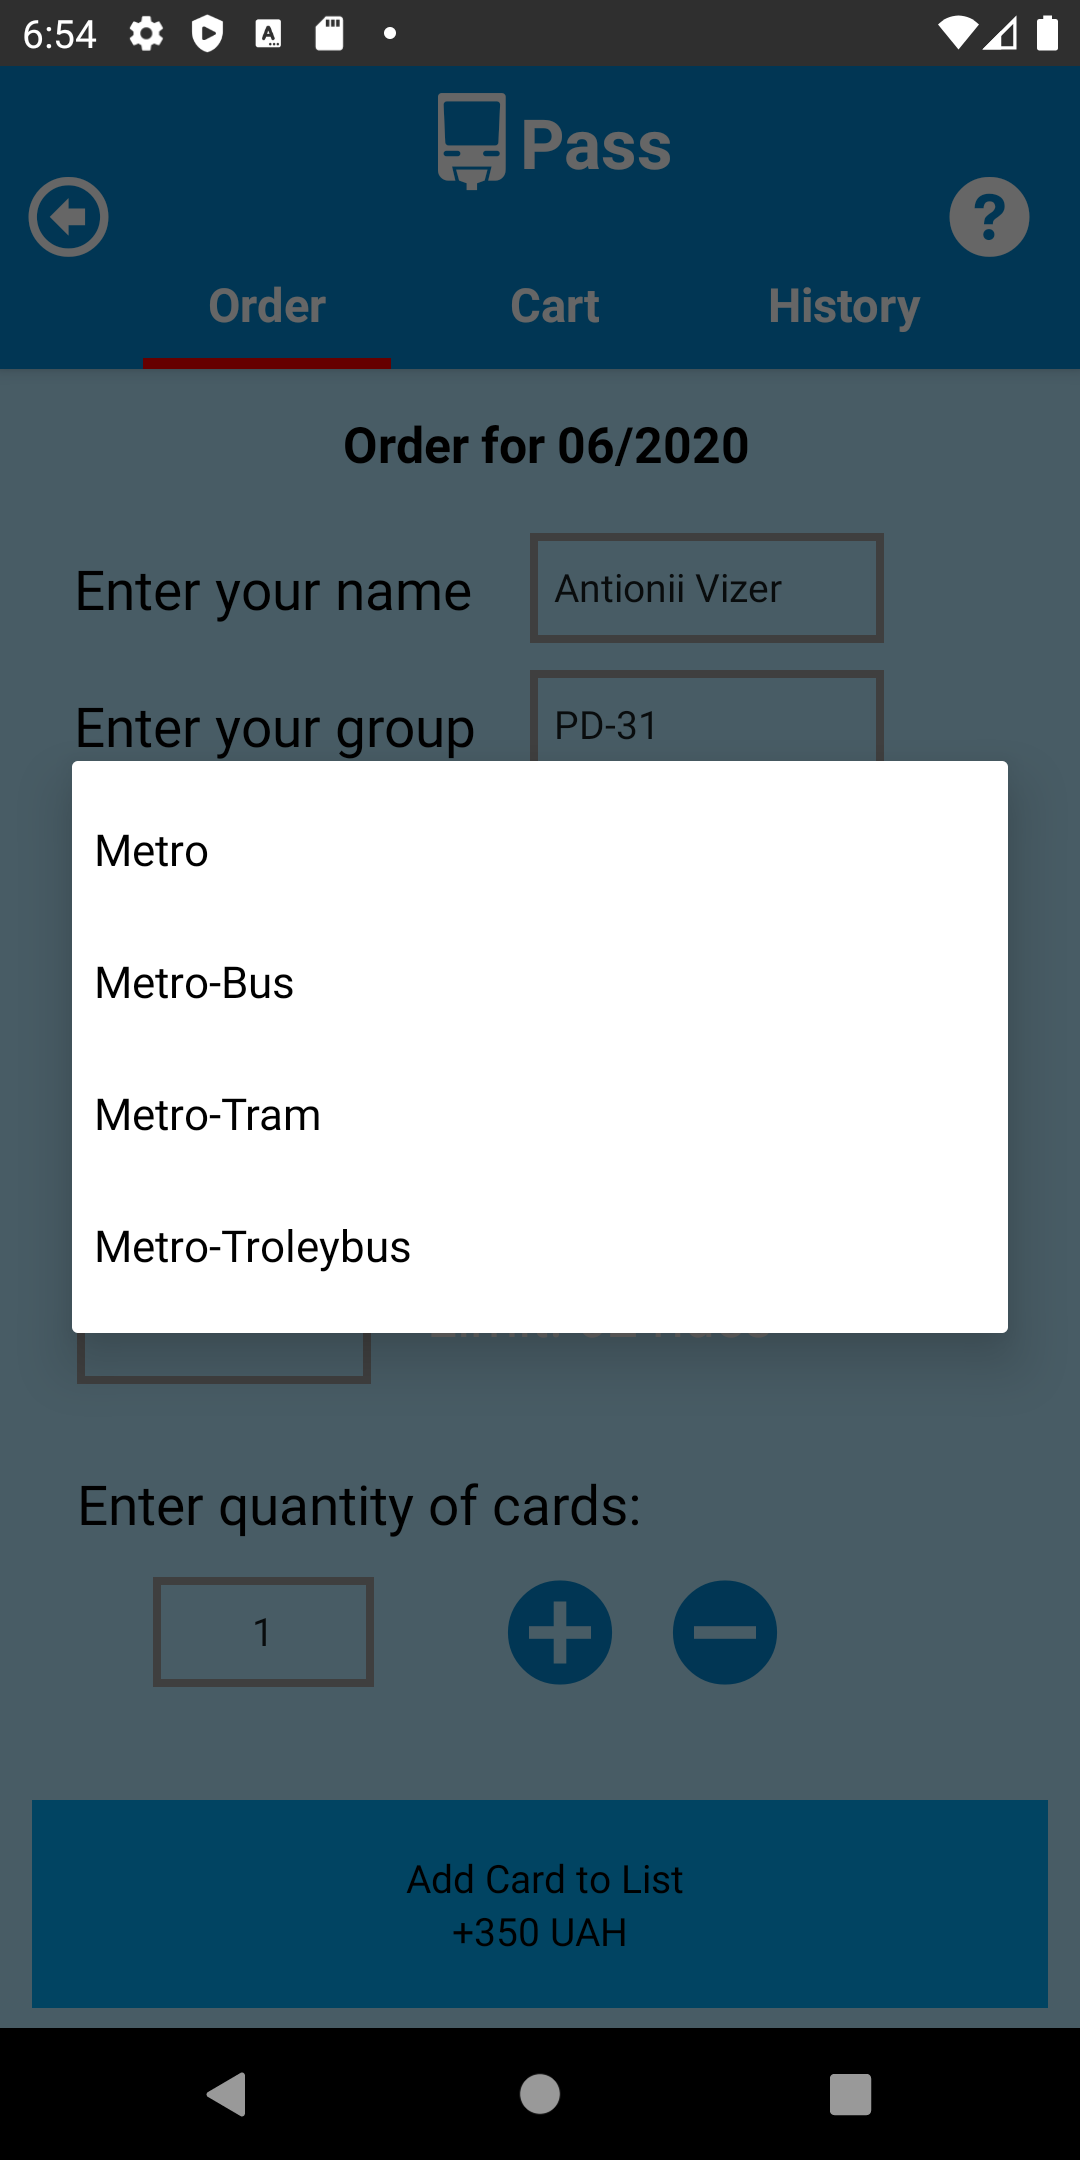 6:54
Pass
Order Cart History
Order for 06/2020
Enter your name Antionii Vizer
Enter your group PD-31
Metro
Metro-Bus
Metro-Tram
Metro-Troleybus
Enter quantity of cards:
1
Add Card to List
+350 UAH